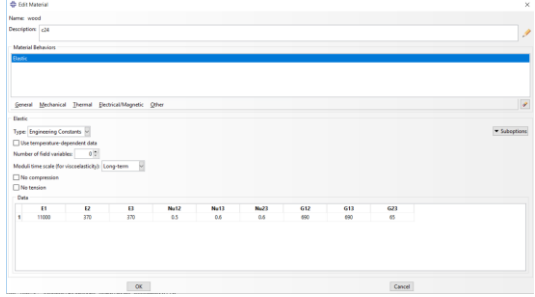 Edit Material
Name: wood
Description: c24
Material Behaviors
Elastic
General Mechanical Thermal Electrical/Magnetic Other
Elastic
Type: Engineering Constants
Suboptions
Use temperature-dependent data
Number of field variables: 0
Moduli time scale (for viscoelasticity): Long-term
No compression
No tension
Data
E1 E2 E3 Nu12 Nu13 Nu23 G12 G13 G23
1 11000 370 370 0.5 0.6 0.6 690 690 65
OK Cancel